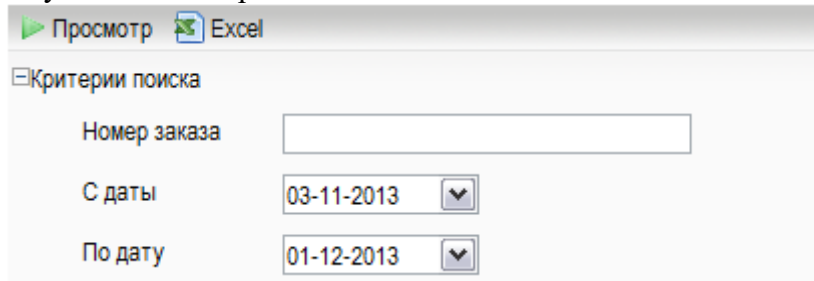 Просмотр Excel
Критерии поиска
Номер заказа
С даты 03-11-2013
По дату 01-12-2013